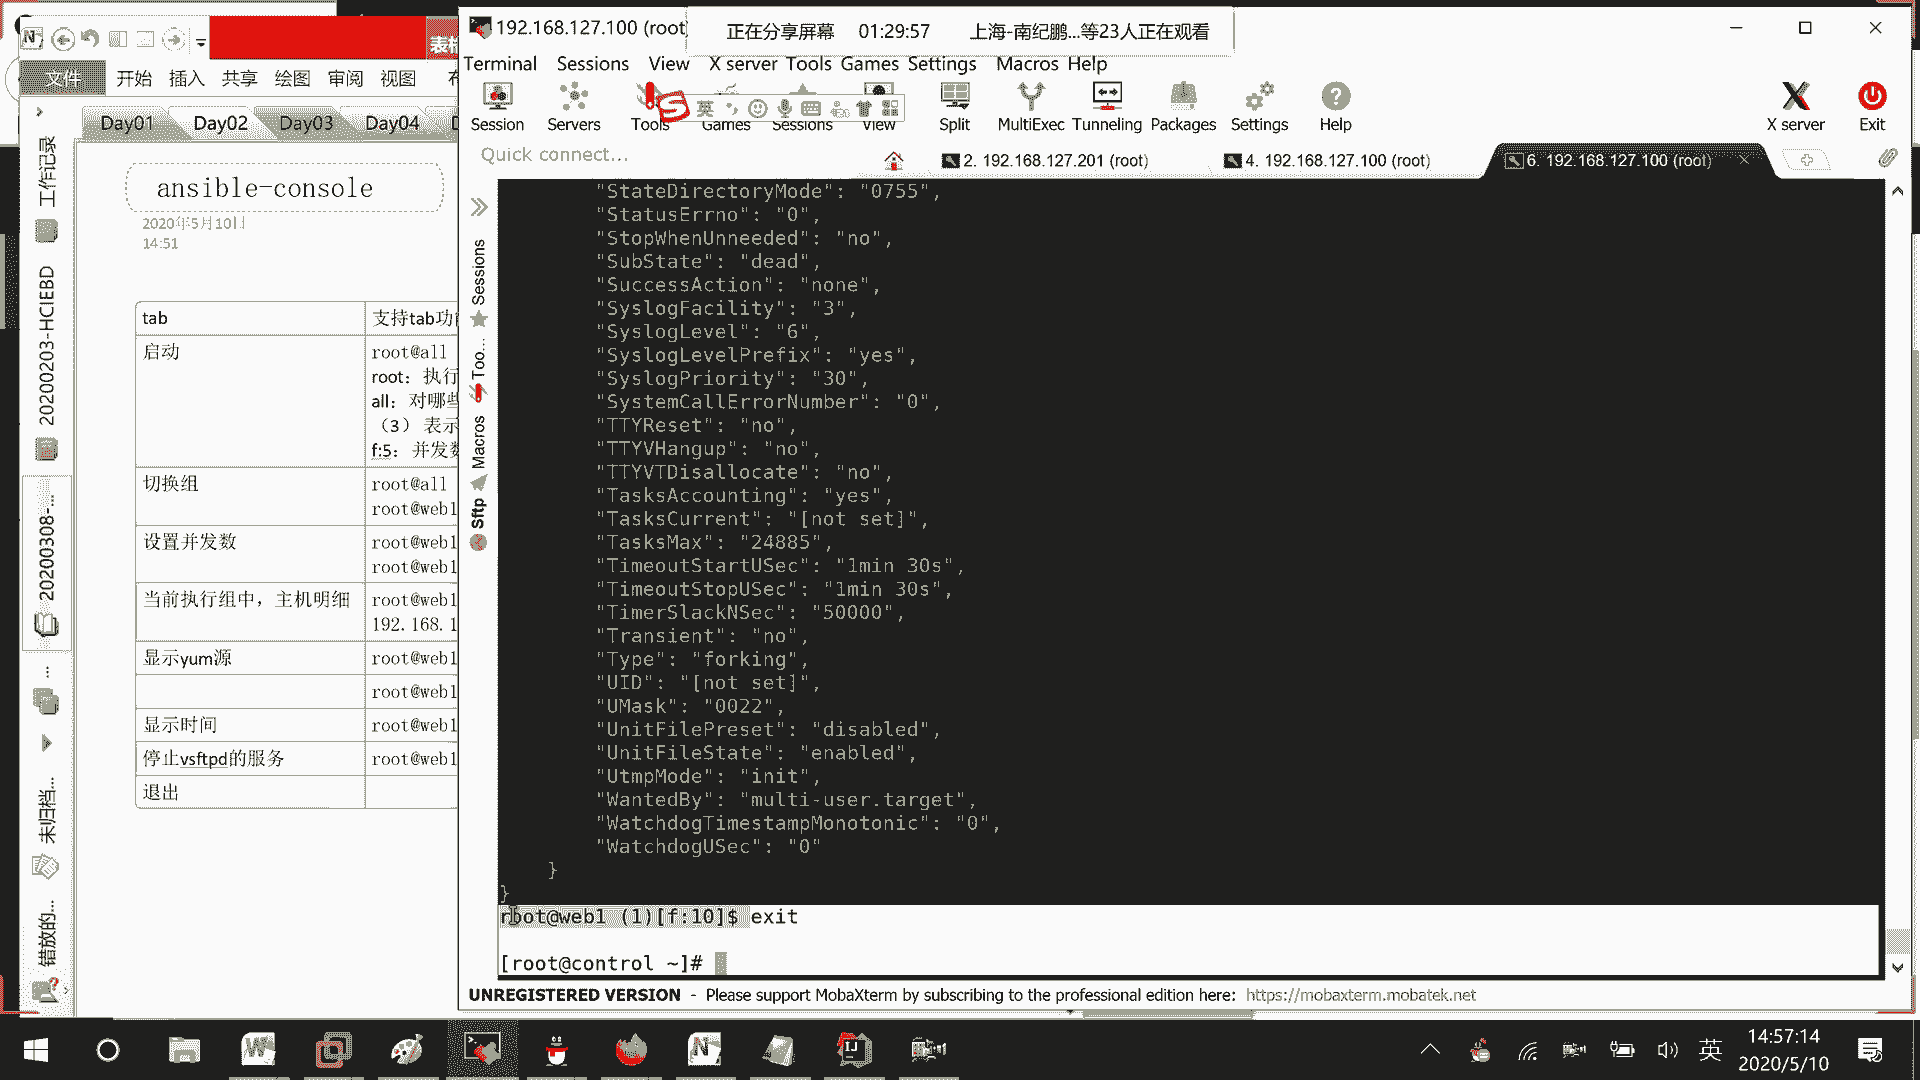 192.168.127.100 (root
正在分享屏幕 01:29:57 上海-南纪鹏...等23人正在观看
Terminal Sessions View X server Tools Games Settings Macros Help
Session Servers Tools Games Sessions View Split MultiExec Tunneling Packages Settings Help X server Exit
英
Quick connect...
2. 192.168.127.201 (root)
4. 192.168.127.100 (root)
6. 192.168.127.100 (root)
文件 开始 插入 共享 绘图 审阅 视图
Day01 Day02 Day03 Day04
工作记录
20200203-HCIEBD
20200308-...
未归档...
错放的...
ansible-console
2020年5月10日
14:51
tab 支持tab功
启动 root@all
root：执行
all：对哪些
（3） 表示
f:5：并发数
切换组 root@all
root@web1
设置并发数 root@web1
root@web1
当前执行组中，主机明细 root@web1
192.168.1
显示yum源 root@web1
root@web1
显示时间 root@web1
停止vsftpd的服务 root@web1
退出
Sessions
Too...
Macros
Sftp
"StateDirectoryMode": "0755",
"StatusErrno": "0",
"StopWhenUnneeded": "no",
"SubState": "dead",
"SuccessAction": "none",
"SyslogFacility": "3",
"SyslogLevel": "6",
"SyslogLevelPrefix": "yes",
"SyslogPriority": "30",
"SystemCallErrorNumber": "0",
"TTYReset": "no",
"TTYVHangup": "no",
"TTYVTDisallocate": "no",
"TasksAccounting": "yes",
"TasksCurrent": "[not set]",
"TasksMax": "24885",
"TimeoutStartUSec": "1min 30s",
"TimeoutStopUSec": "1min 30s",
"TimerSlackNSec": "50000",
"Transient": "no",
"Type": "forking",
"UID": "[not set]",
"UMask": "0022",
"UnitFilePreset": "disabled",
"UnitFileState": "enabled",
"UtmpMode": "init",
"WantedBy": "multi-user.target",
"WatchdogTimestampMonotonic": "0",
"WatchdogUSec": "0"
}
}
root@web1 (1)[f:10]$ exit
[root@control ~]#
UNREGISTERED VERSION - Please support MobaXterm by subscribing to the professional edition here: https://mobaxterm.mobatek.net
英
14:57:14
2020/5/10